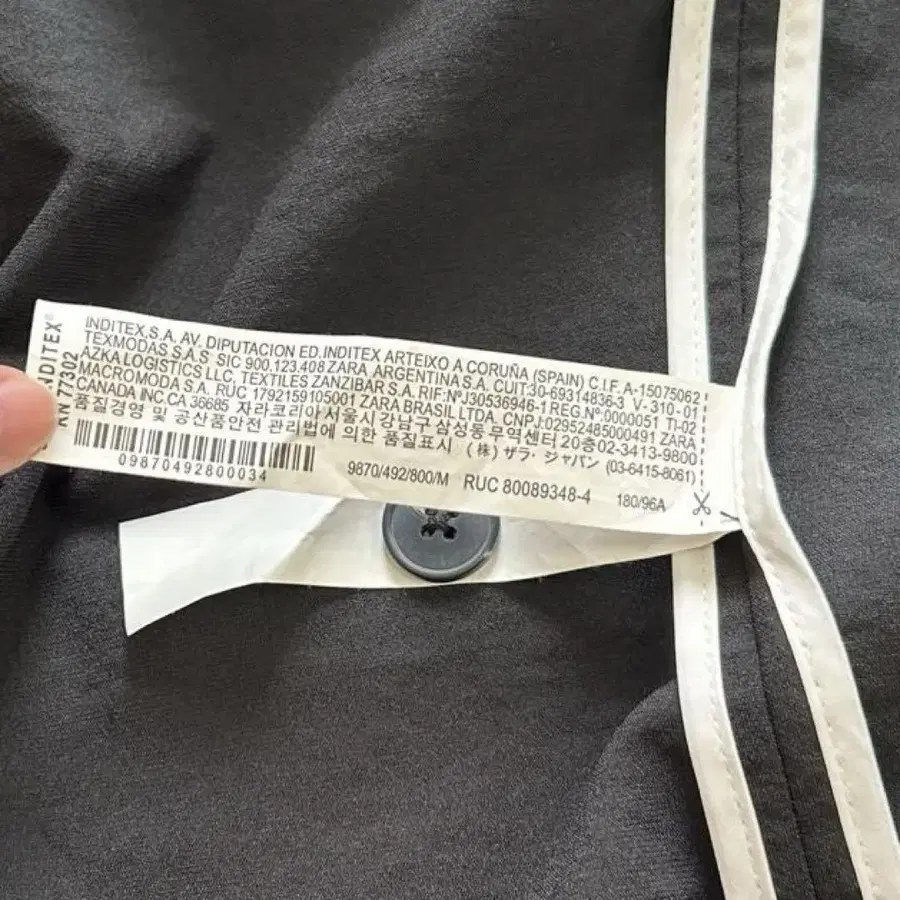 INDITEX®
RN 77302
INDITEX,S.A. AV. DIPUTACION ED.INDITEX ARTEIXO A CORUÑA (SPAIN) C.I.F. A-15075062
TEXMODAS S.A.S SIC 900.123.408 ZARA ARGENTINA S.A. CUIT:30-69314836-3 V-310-01
AZKA LOGISTICS LLC, TEXTILES ZANZIBAR S.A. RIF:NºJ30536946-1 REG.Nº:0000051 TI-02
MACROMODA S.A. RUC 1792159105001 ZARA BRASIL LTDA. CNPJ:02952485000491 ZARA
CANADA INC.CA 36685 자라코리아 서울시 강남구 삼성동 무역센터 20층 02-3413-9800
품질경영 및 공산품안전 관리법에 의한 품질표시 (株) ザラ・ジャパン (03-6415-8061)
09870492800034
9870/492/800/M RUC 80089348-4 180/96A